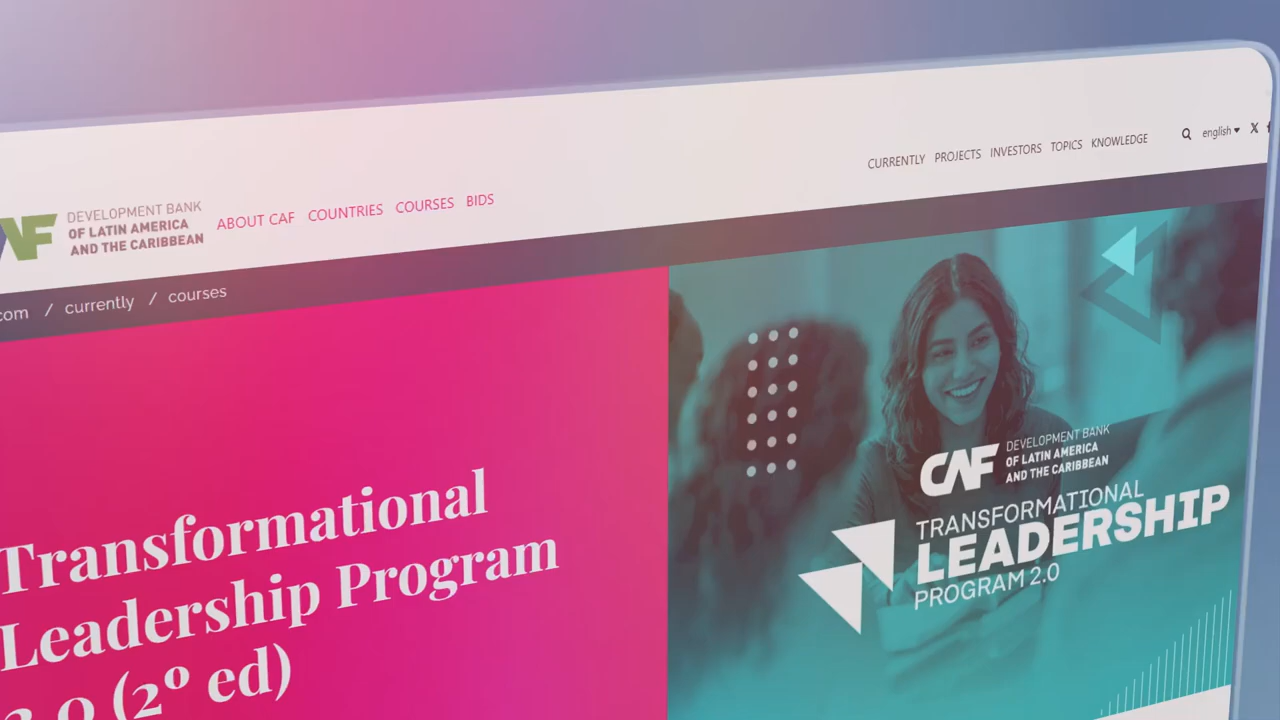 CURRENTLY PROJECTS INVESTORS TOPICS KNOWLEDGE
english
DEVELOPMENT BANK
OF LATIN AMERICA
AND THE CARIBBEAN
ABOUT CAF COUNTRIES COURSES BIDS
/ currently / courses
Transformational
Leadership Program
2.0 (2º ed)
CAF
DEVELOPMENT BANK
OF LATIN AMERICA
AND THE CARIBBEAN
TRANSFORMATIONAL
LEADERSHIP
PROGRAM 2.0